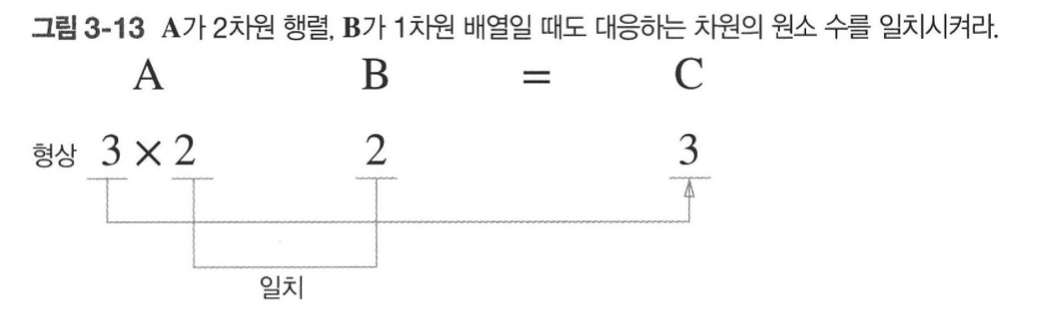 그림 3-13 A가 2차원 행렬, B가 1차원 배열일 때도 대응하는 차원의 원소 수를 일치시켜라.
A B = C
형상 3 × 2 2 3
일치